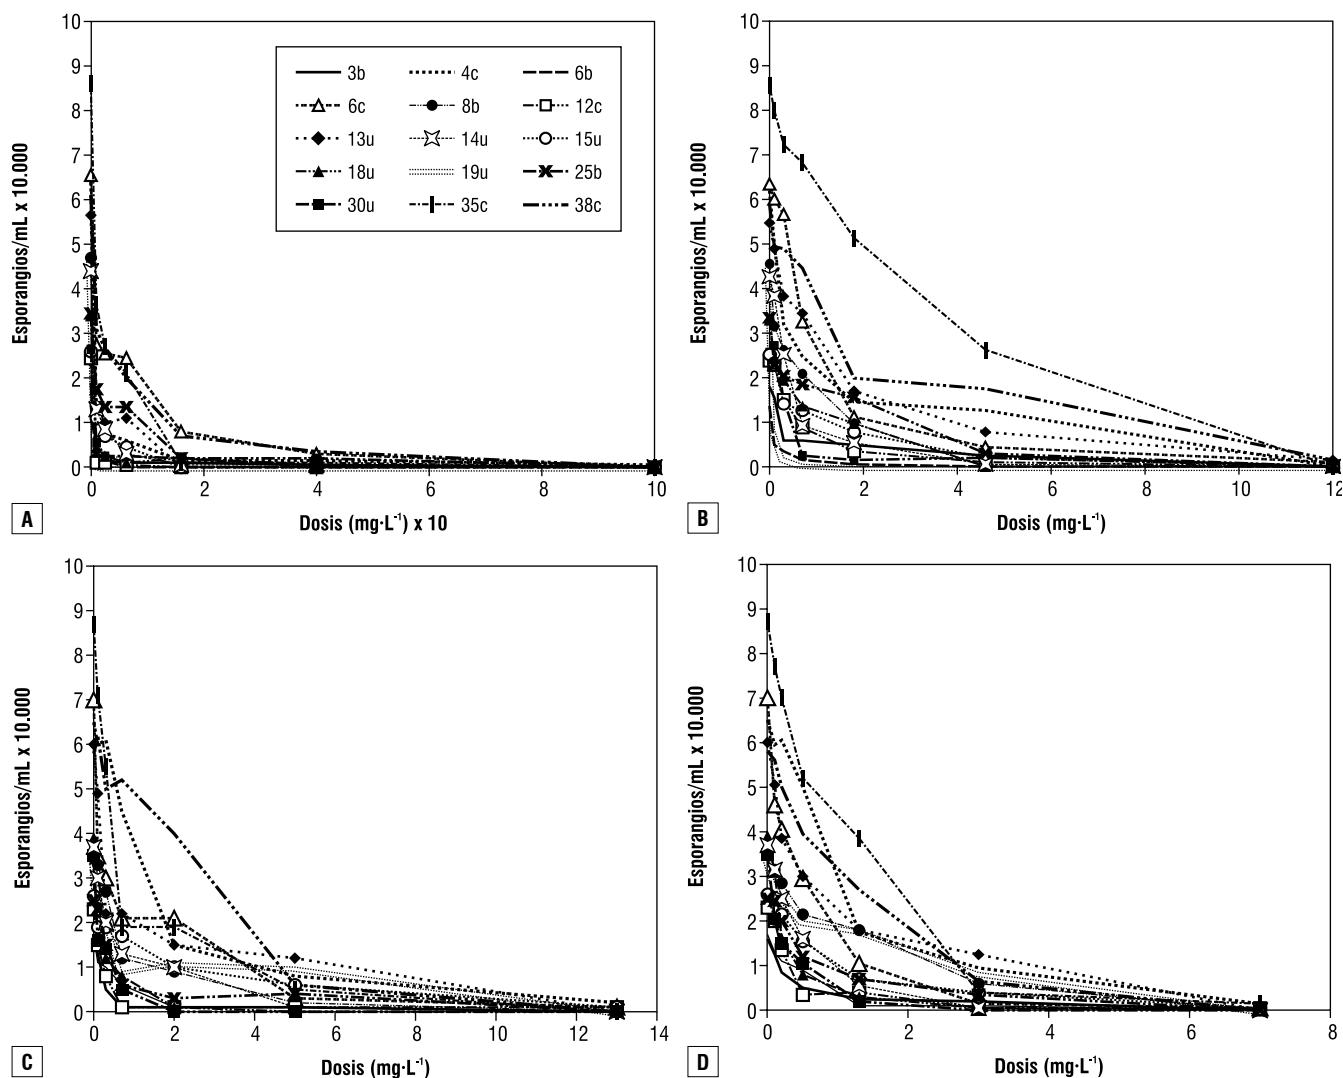 10
9
8
7
6
5
4
3
2
1
0
Esporangios/mL x 10.000
3b 4c 6b
6c 8b 12c
13u 14u 15u
18u 19u 25b
30u 35c 38c
0 2 4 6 8 10
Dosis (mg·L⁻¹) x 10
A
10
9
8
7
6
5
4
3
2
1
0
Esporangios/mL x 10.000
0 2 4 6 8 10 12
Dosis (mg·L⁻¹)
B
10
9
8
7
6
5
4
3
2
1
0
Esporangios/mL x 10.000
0 2 4 6 8 10 12 14
Dosis (mg·L⁻¹)
C
10
9
8
7
6
5
4
3
2
1
0
Esporangios/mL x 10.000
0 2 4 6 8
Dosis (mg·L⁻¹)
D